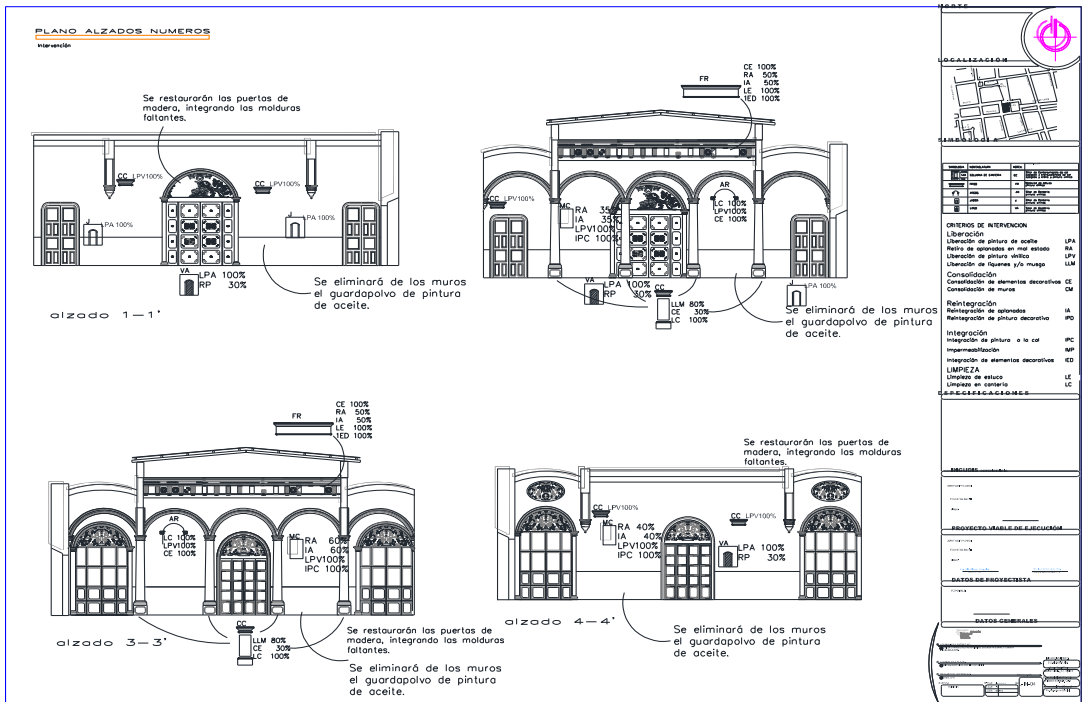 PLANO ALZADOS NUMEROS
Intervención
Se restaurarán las puertas de
madera, integrando las molduras
faltantes.
CC LPV100%
CC LPV100%
J
LPA 100%
J
LPA 100%
VA
LPA 100%
RP 30%
Se eliminará de los muros
el guardapolvo de pintura
de aceite.
alzado 1-1'
FR
CE 100%
RA 50%
IA 50%
LE 100%
IED 100%
CC LPV100%
MC
RA 35%
IA 35%
LPV100%
IPC 100%
AR
LC 100%
LPV100%
CE 100%
VA
LPA 100%
RP 30%
CC
LLM 80%
CE 30%
LC 100%
J
LPA 100%
Se eliminará de los muros
el guardapolvo de pintura
de aceite.
FR
CE 100%
RA 50%
IA 50%
LE 100%
IED 100%
AR
LC 100%
LPV100%
CE 100%
MC
RA 60%
IA 60%
LPV100%
IPC 100%
CC
LLM 80%
CE 30%
LC 100%
Se restaurarán las puertas de
madera, integrando las molduras
faltantes.
Se eliminará de los muros
el guardapolvo de pintura
de aceite.
alzado 3-3'
Se restaurarán las puertas de
madera, integrando las molduras
faltantes.
CC LPV100%
MC
RA 40%
IA 40%
LPV100%
IPC 100%
CC LPV100%
VA
LPA 100%
RP 30%
Se eliminará de los muros
el guardapolvo de pintura
de aceite.
alzado 4-4'
NORTE
LOCALIZACION
SIMBOLOGIA
CRITERIOS DE INTERVENCION
Liberación
Liberación de pintura de aceite LPA
Retiro de aplanados en mal estado RA
Liberación de pintura vinílica LPV
Liberación de líquenes y/o musgo LLM
Consolidación
Consolidación de elementos decorativos CE
Consolidación de muros CM
Reintegración
Reintegración de aplanados IA
Reintegración de pintura decorativa IPD
Integración
Integración de pintura a la cal IPC
Impermeabilización IMP
Integración de elementos decorativos IED
LIMPIEZA
Limpieza de estuco LE
Limpieza en cantería LC
ESPECIFICACIONES
PROYECTO VIABLE DE EJECUCIÓN
DATOS DE PROYECTISTA
DATOS GENERALES